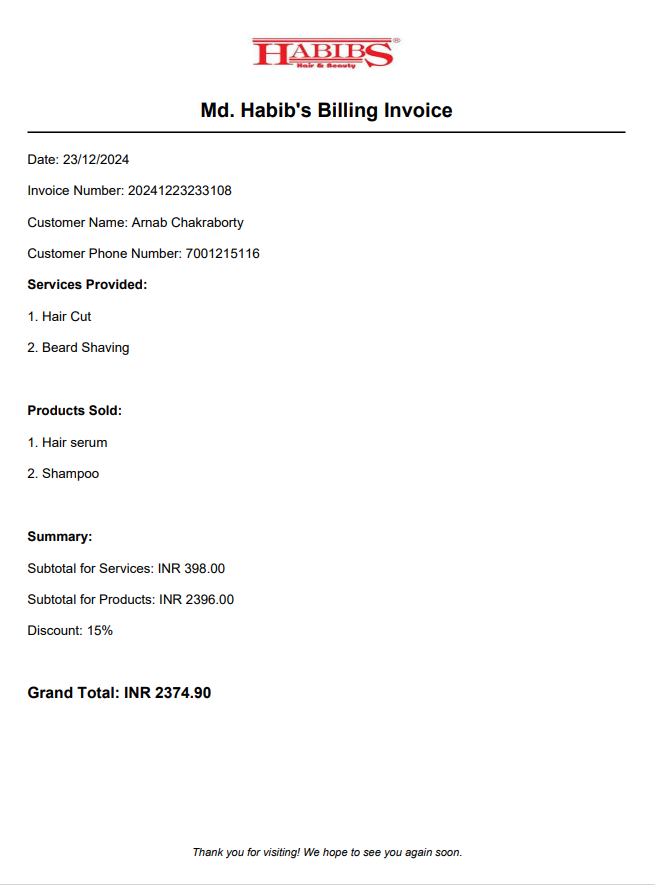 HABIBS®
Hair & Beauty
Md. Habib's Billing Invoice
Date: 23/12/2024
Invoice Number: 20241223233108
Customer Name: Arnab Chakraborty
Customer Phone Number: 7001215116
Services Provided:
1. Hair Cut
2. Beard Shaving
Products Sold:
1. Hair serum
2. Shampoo
Summary:
Subtotal for Services: INR 398.00
Subtotal for Products: INR 2396.00
Discount: 15%
Grand Total: INR 2374.90
Thank you for visiting! We hope to see you again soon.